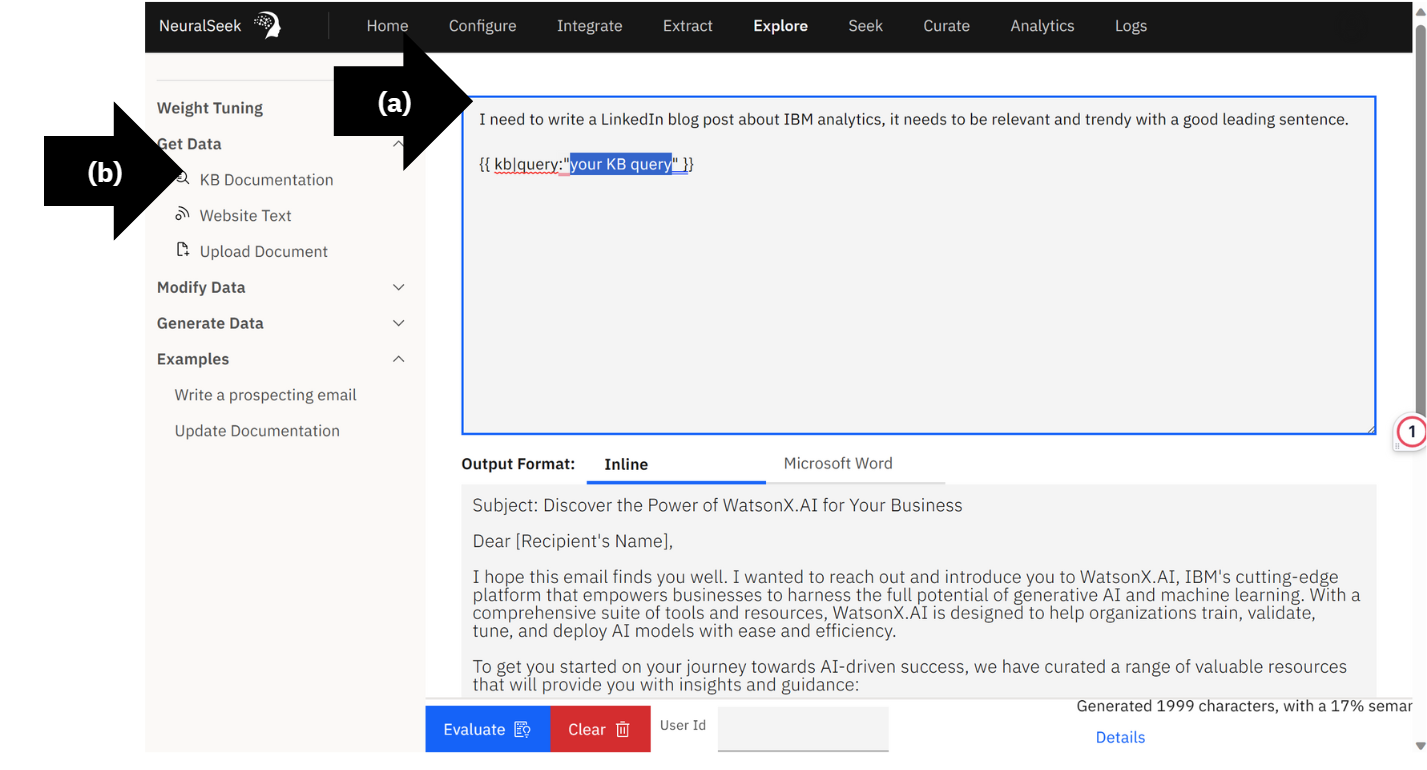 NeuralSeek
Home Configure Integrate Extract Explore Seek Curate Analytics Logs
(a)
(b)
Weight Tuning
Get Data
KB Documentation
Website Text
Upload Document
Modify Data
Generate Data
Examples
Write a prospecting email
Update Documentation
I need to write a LinkedIn blog post about IBM analytics, it needs to be relevant and trendy with a good leading sentence.
{{ kb|query:"your KB query" }}
1
Output Format: Inline Microsoft Word
Subject: Discover the Power of WatsonX.AI for Your Business
Dear [Recipient's Name],
I hope this email finds you well. I wanted to reach out and introduce you to WatsonX.AI, IBM's cutting-edge
platform that empowers businesses to harness the full potential of generative AI and machine learning. With a
comprehensive suite of tools and resources, WatsonX.AI is designed to help organizations train, validate,
tune, and deploy AI models with ease and efficiency.
To get you started on your journey towards AI-driven success, we have curated a range of valuable resources
that will provide you with insights and guidance:
Evaluate Clear User Id
Generated 1999 characters, with a 17% semar
Details